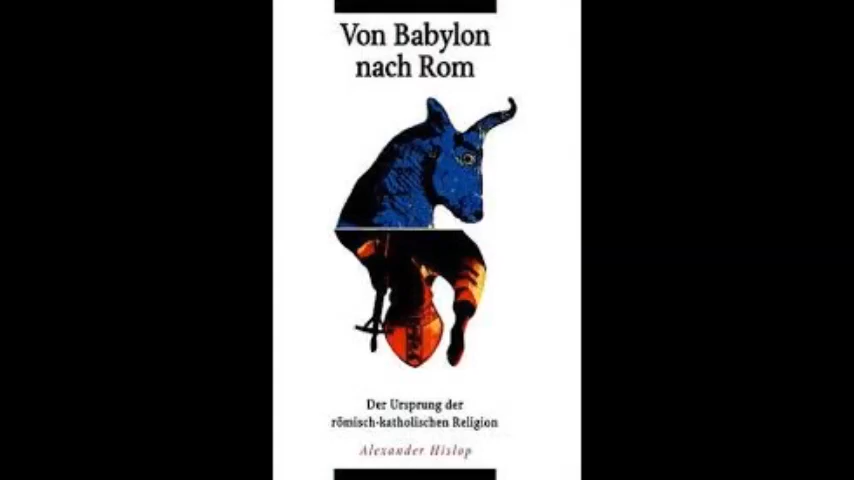 Von Babylon
nach Rom
Der Ursprung der
römisch-katholischen Religion
Alexander Hislop